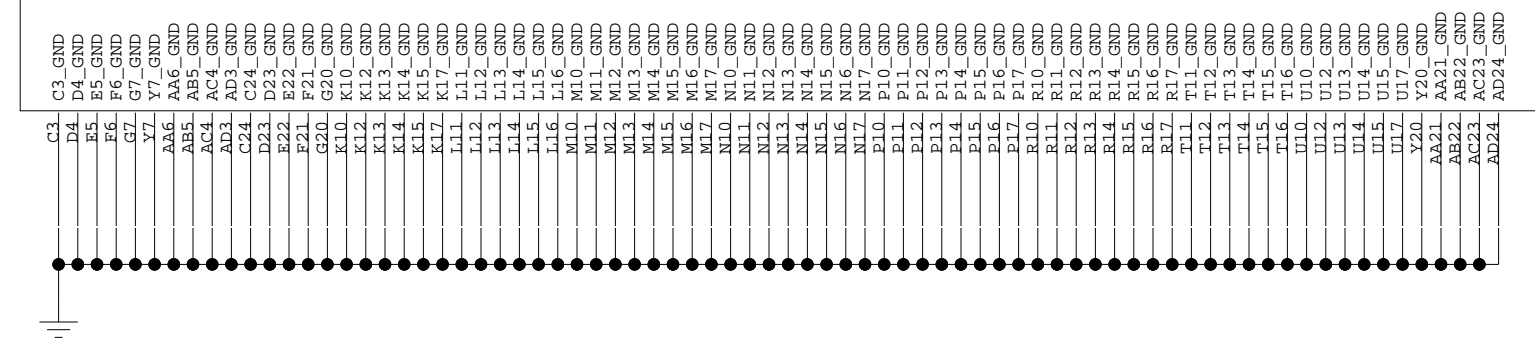 C3_GND
D4_GND
E5_GND
F6_GND
G7_GND
Y7_GND
AA6_GND
AB5_GND
AC4_GND
AD3_GND
C24_GND
D23_GND
E22_GND
F21_GND
G20_GND
K10_GND
K12_GND
K13_GND
K14_GND
K15_GND
K17_GND
L11_GND
L12_GND
L13_GND
L14_GND
L15_GND
L16_GND
M10_GND
M11_GND
M12_GND
M13_GND
M14_GND
M15_GND
M16_GND
M17_GND
N10_GND
N11_GND
N12_GND
N13_GND
N14_GND
N15_GND
N16_GND
N17_GND
P10_GND
P11_GND
P12_GND
P13_GND
P14_GND
P15_GND
P16_GND
P17_GND
R10_GND
R11_GND
R12_GND
R13_GND
R14_GND
R15_GND
R16_GND
R17_GND
T11_GND
T12_GND
T13_GND
T14_GND
T15_GND
T16_GND
U10_GND
U12_GND
U13_GND
U14_GND
U15_GND
U17_GND
Y20_GND
AA21_GND
AB22_GND
AC23_GND
AD24_GND
C3
D4
E5
F6
G7
Y7
AA6
AB5
AC4
AD3
C24
D23
E22
F21
G20
K10
K12
K13
K14
K15
K17
L11
L12
L13
L14
L15
L16
M10
M11
M12
M13
M14
M15
M16
M17
N10
N11
N12
N13
N14
N15
N16
N17
P10
P11
P12
P13
P14
P15
P16
P17
R10
R11
R12
R13
R14
R15
R16
R17
T11
T12
T13
T14
T15
T16
U10
U12
U13
U14
U15
U17
Y20
AA21
AB22
AC23
AD24